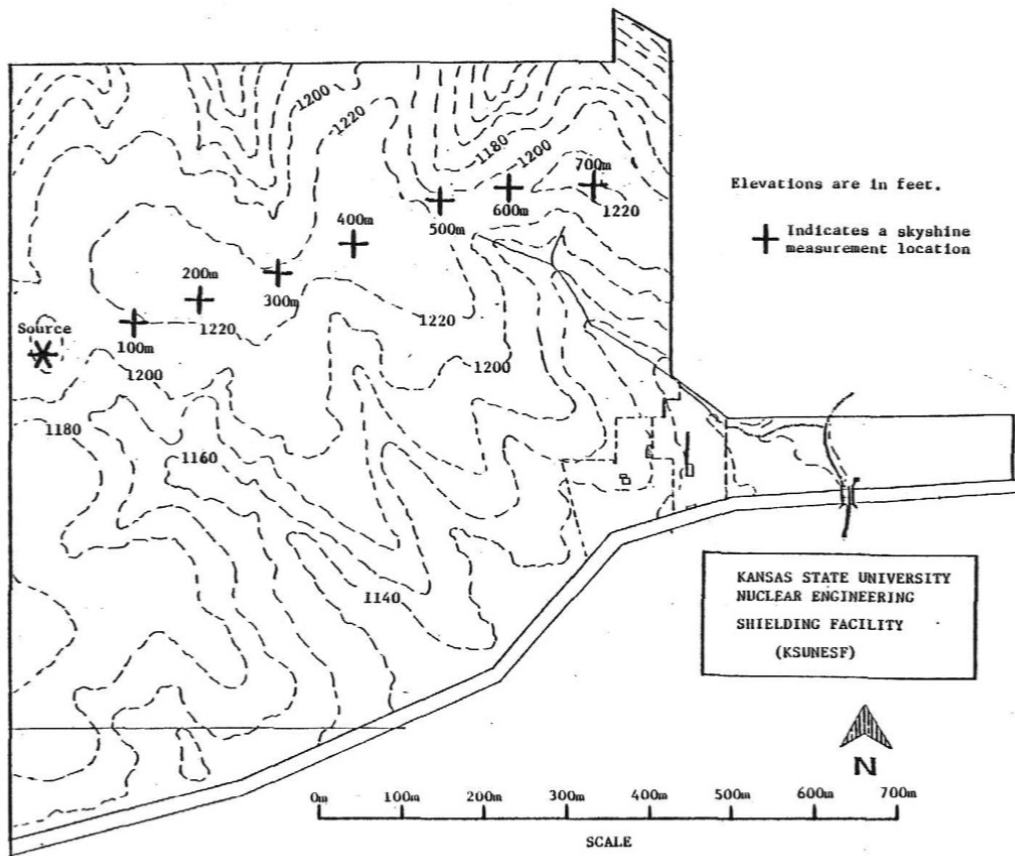 1200
1220
1180
1200
700m
600m
1220
500m
400m
300m
200m
1220
100m
Source
1220
1200
1200
1180
1160
1140
Elevations are in feet.
Indicates a skyshine
measurement location
KANSAS STATE UNIVERSITY
NUCLEAR ENGINEERING
SHIELDING FACILITY
(KSUNESF)
N
0m 100m 200m 300m 400m 500m 600m 700m
SCALE